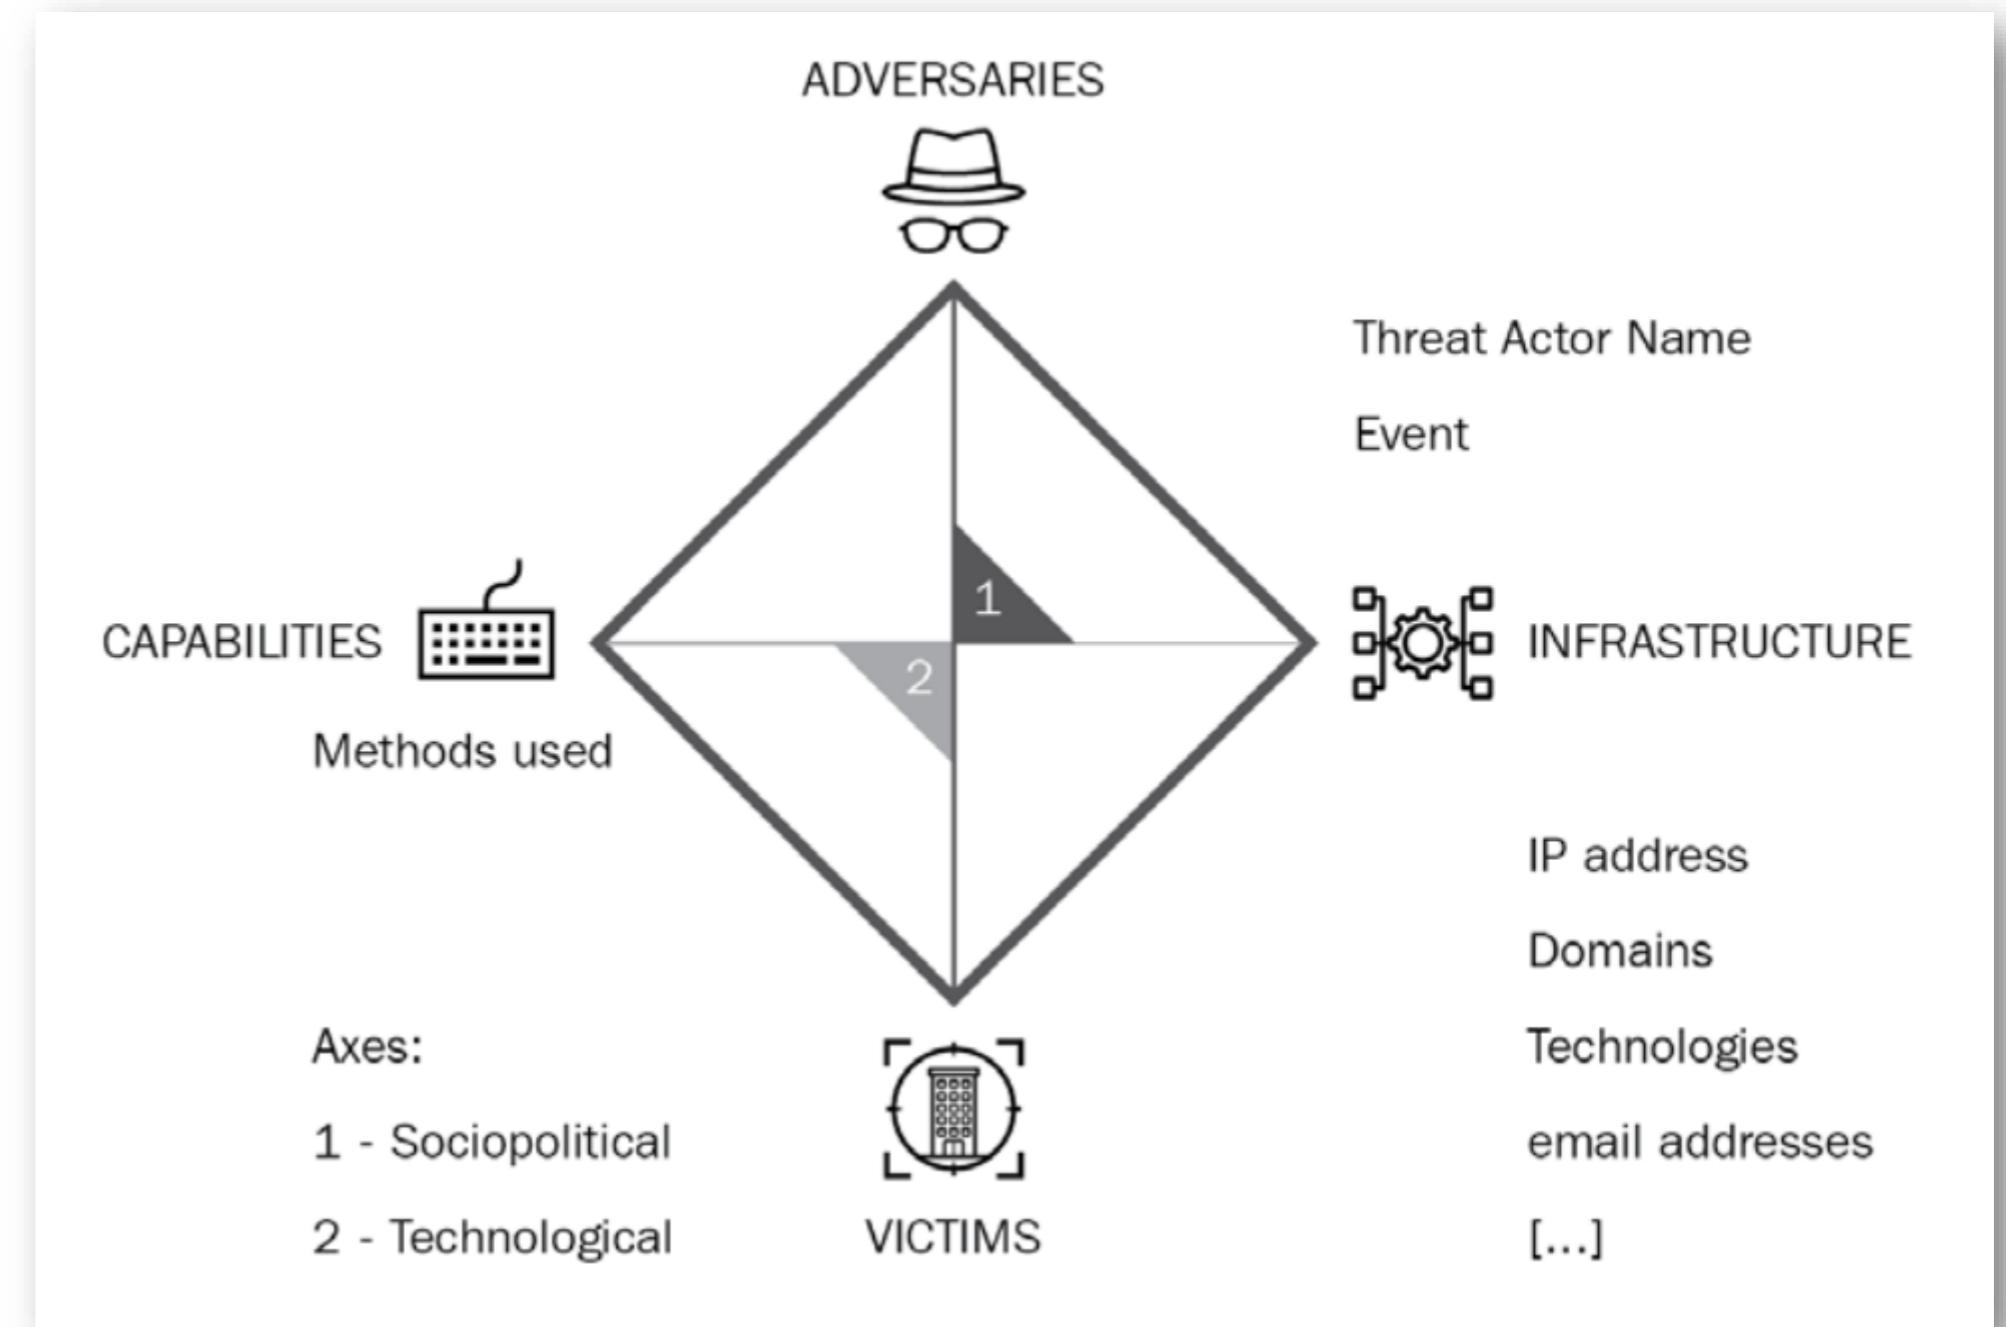 ADVERSARIES
Threat Actor Name
Event
1
CAPABILITIES
INFRASTRUCTURE
2
Methods used
IP address
Domains
Axes:
Technologies
1 - Sociopolitical
email addresses
2 - Technological
VICTIMS
[...]